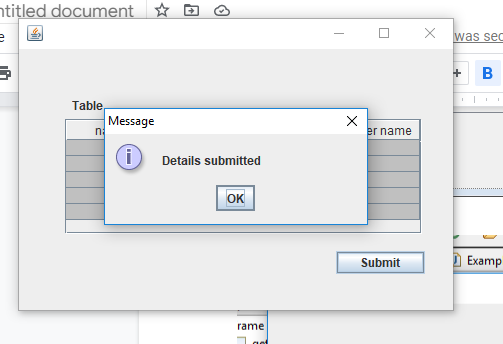 ntitled document
was sec
B
Table
na
er name
Message
Details submitted
OK
Submit
Examp
rame